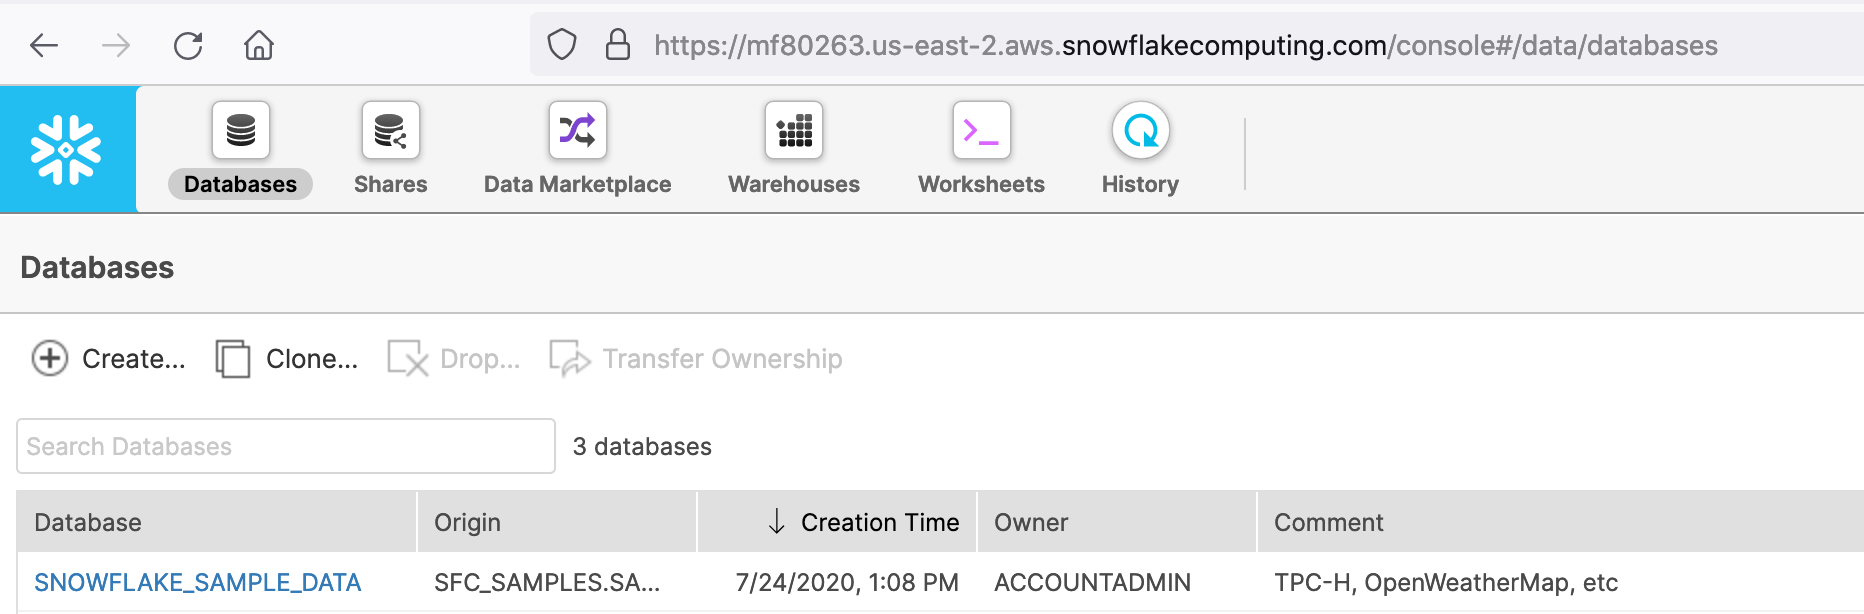 https://mf80263.us-east-2.aws.snowflakecomputing.com/console#/data/databases
Databases Shares Data Marketplace Warehouses Worksheets History
Databases
Create... Clone... Drop... Transfer Ownership
Search Databases 3 databases
Database Origin Creation Time Owner Comment
SNOWFLAKE_SAMPLE_DATA SFC_SAMPLES.SA... 7/24/2020, 1:08 PM ACCOUNTADMIN TPC-H, OpenWeatherMap, etc